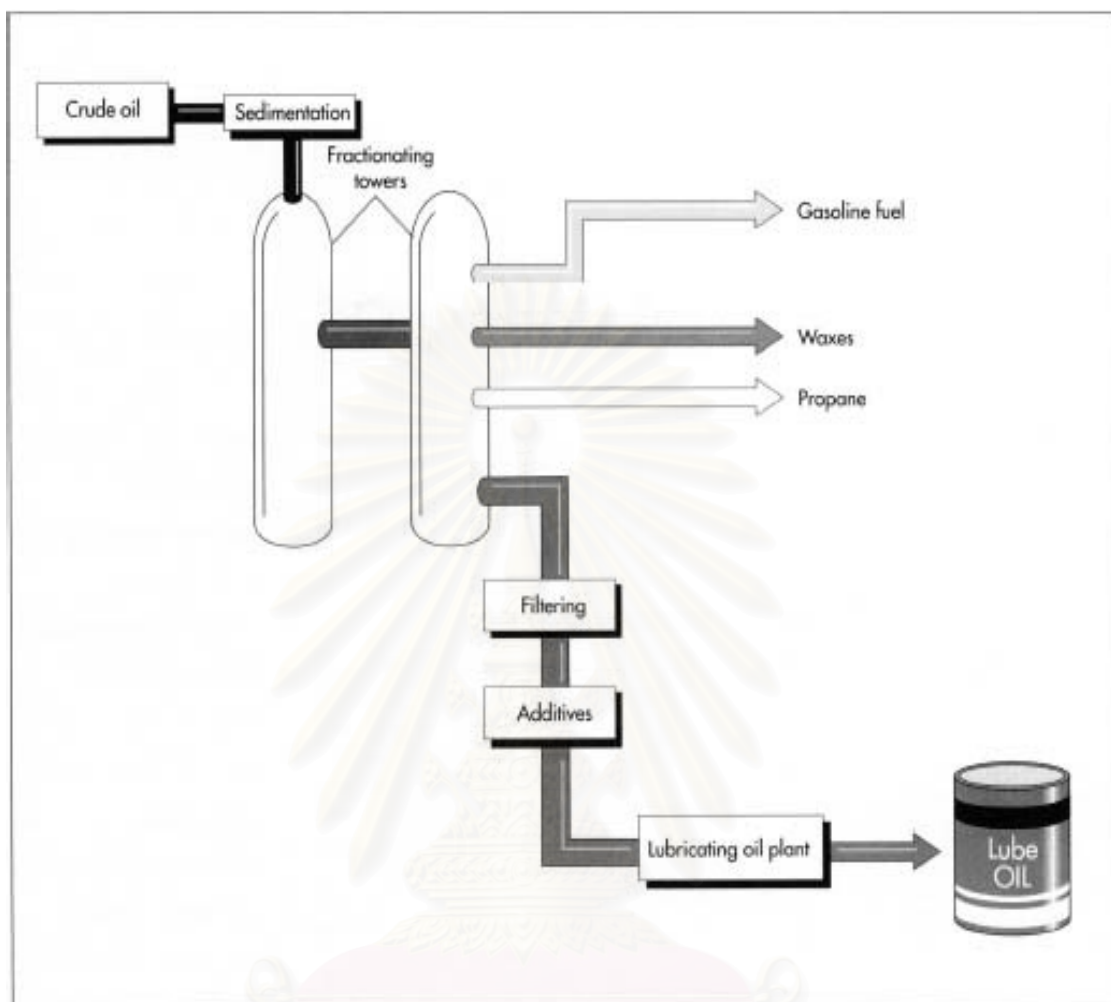 Crude oil
Sedimentation
Fractionating
towers
Gasoline fuel
Waxes
Propane
Filtering
Additives
Lubricating oil plant
Lube
OIL